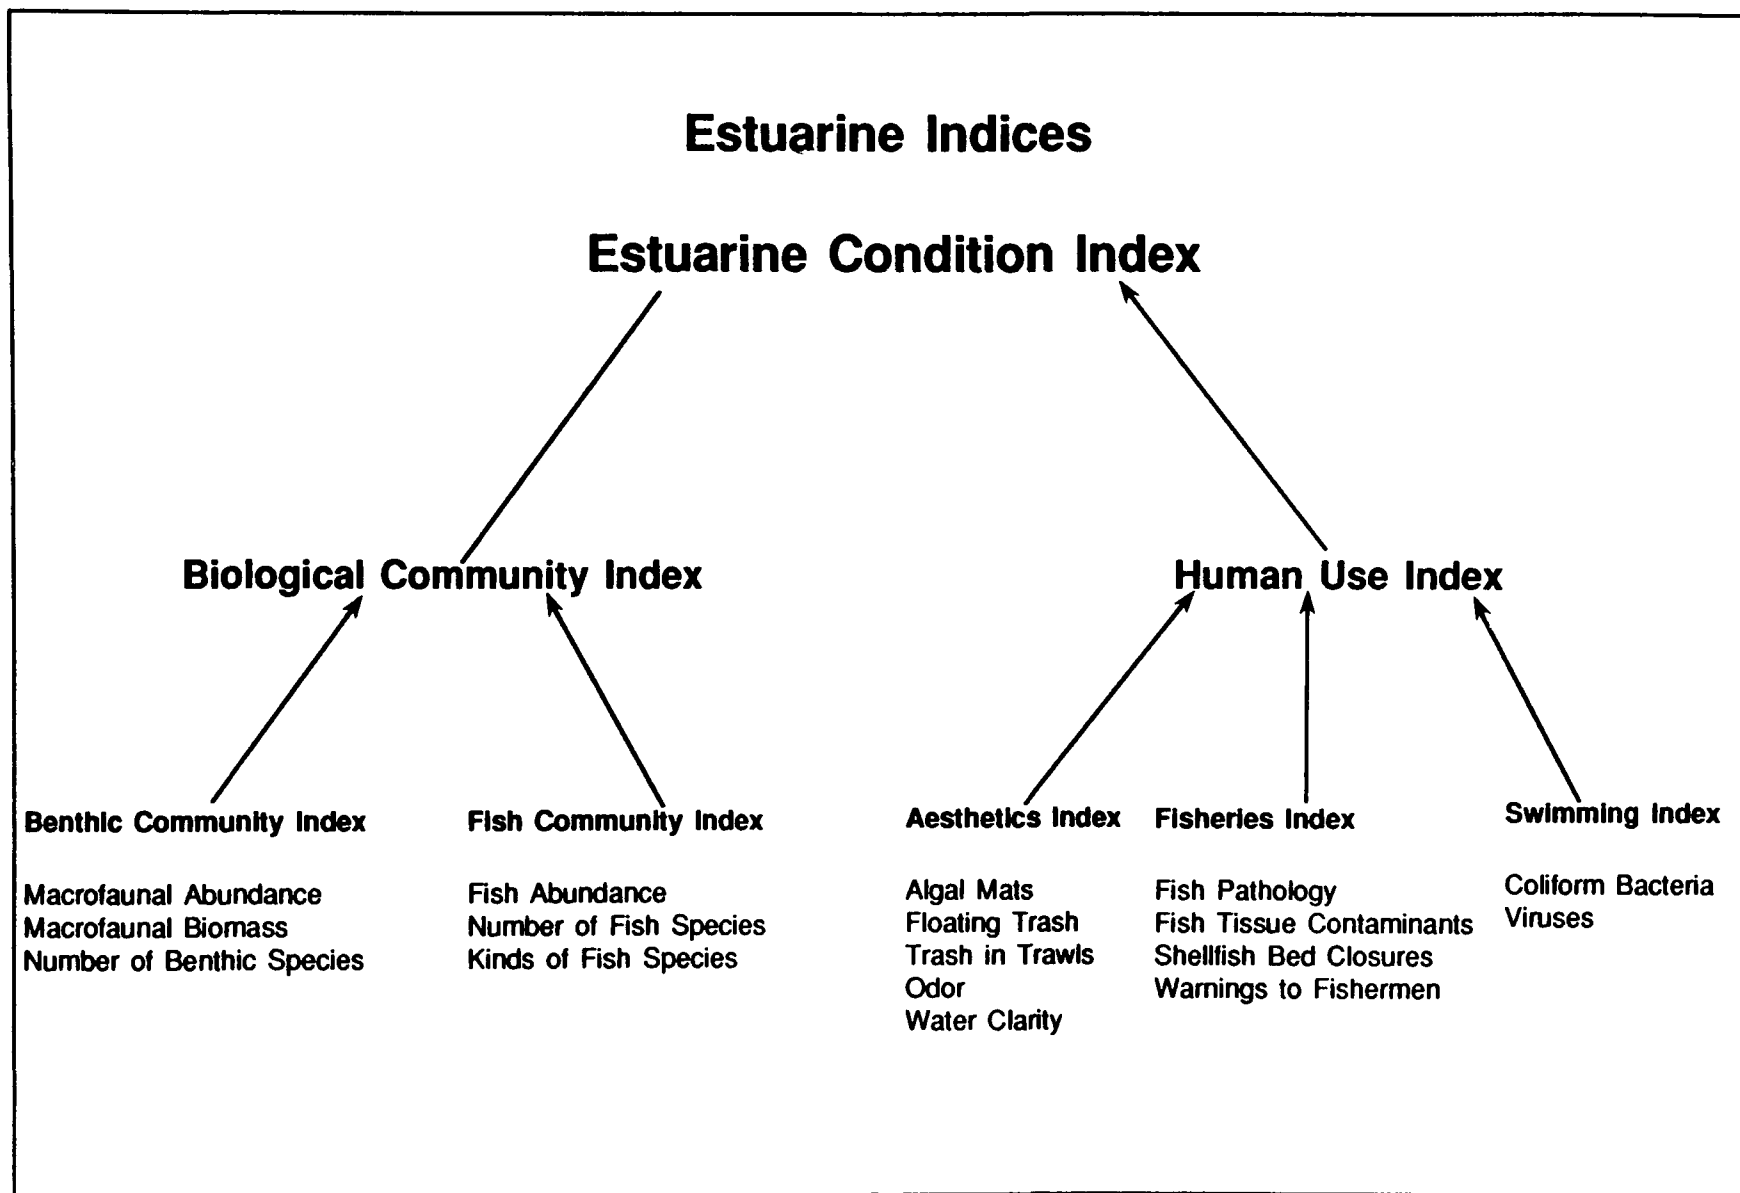 Estuarine Indices
Estuarine Condition Index
Biological Community Index
Human Use Index
Benthic Community Index
Macrofaunal Abundance
Macrofaunal Biomass
Number of Benthic Species
Fish Community Index
Fish Abundance
Number of Fish Species
Kinds of Fish Species
Aesthetics Index
Algal Mats
Floating Trash
Trash in Trawls
Odor
Water Clarity
Fisheries Index
Fish Pathology
Fish Tissue Contaminants
Shellfish Bed Closures
Warnings to Fishermen
Swimming Index
Coliform Bacteria
Viruses